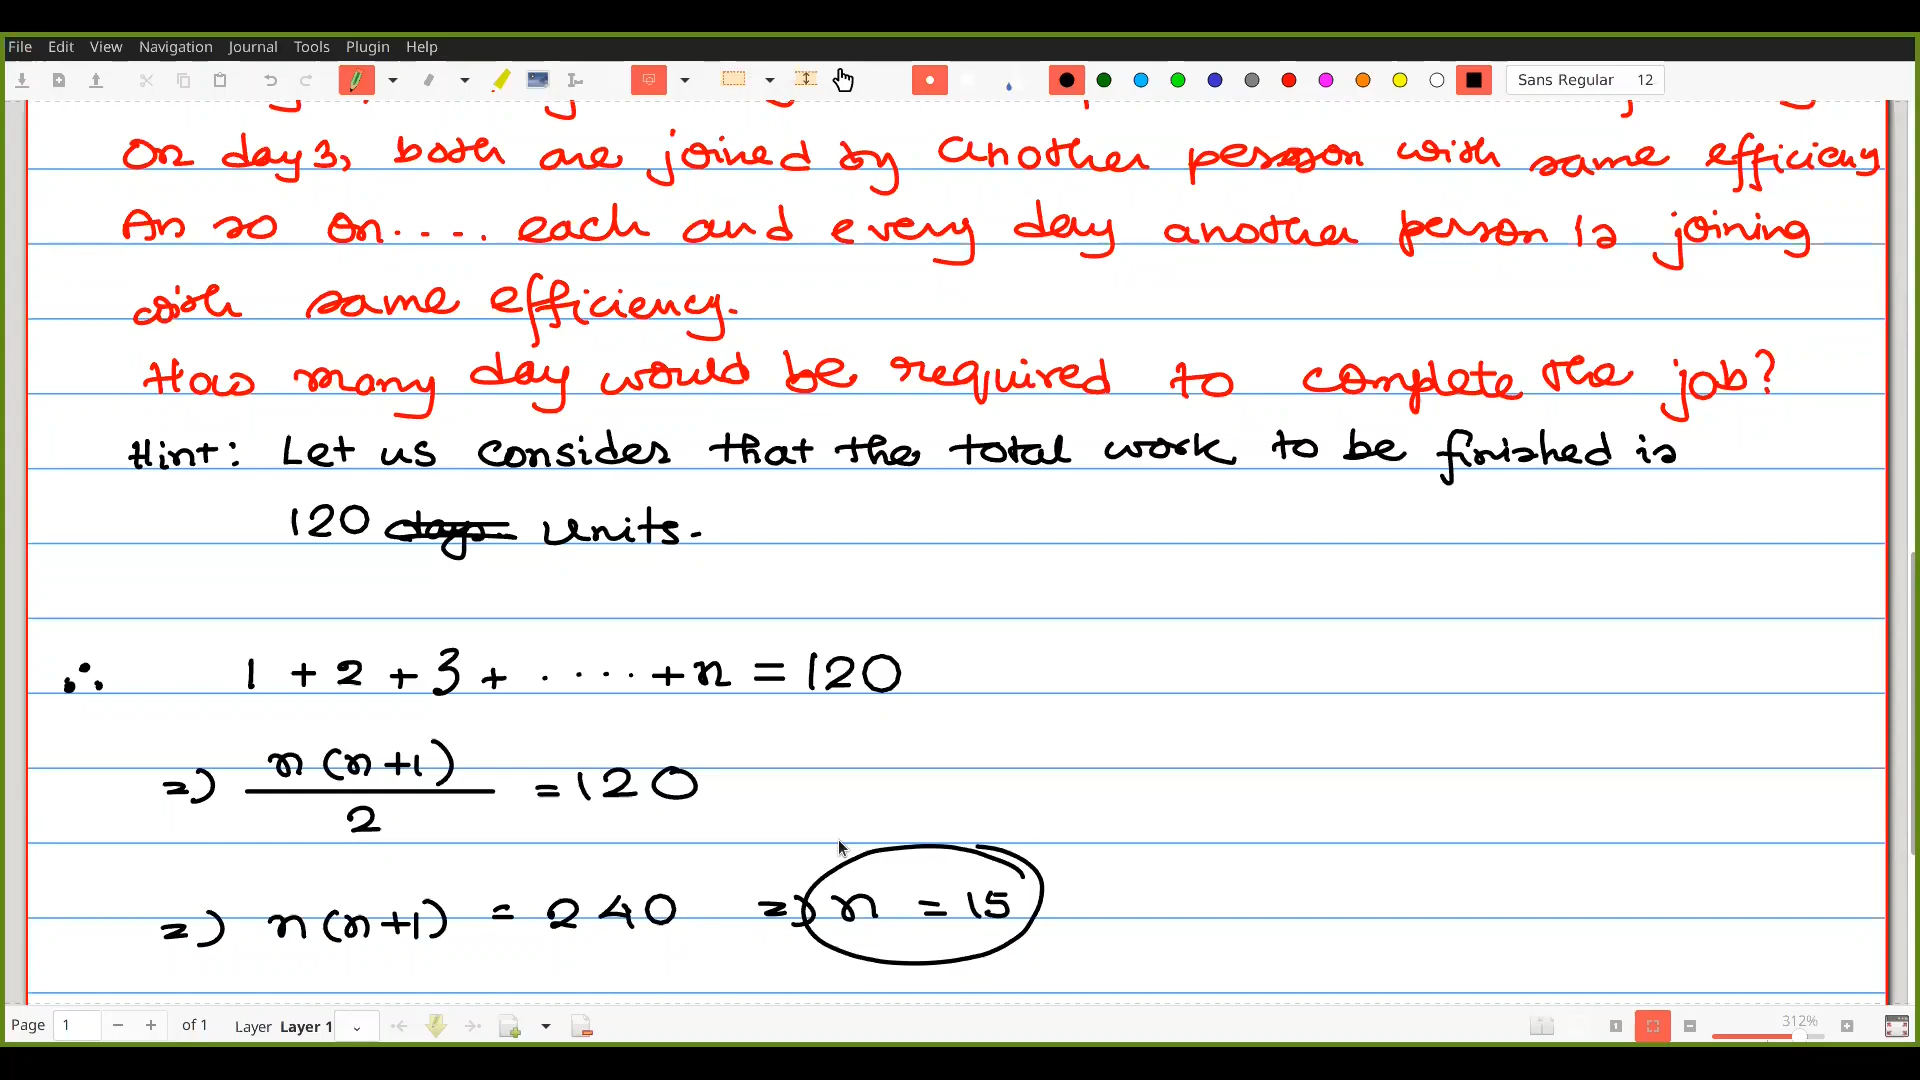 File Edit View Navigation Journal Tools Plugin Help
Sans Regular 12
On day 3, both are joined by another person with same efficieny
An so on.... each and every day another person is joining
with same efficiency.
How many day would be required to complete the job?
Hint: Let us consider that the total work to be finished is
120 days units.
∴ 1 + 2 + 3 + ..... + n = 120
=) n(n+1)/2 = 120
=) n(n+1) = 240 =) n = 15
Page 1 of 1 Layer Layer 1 312%